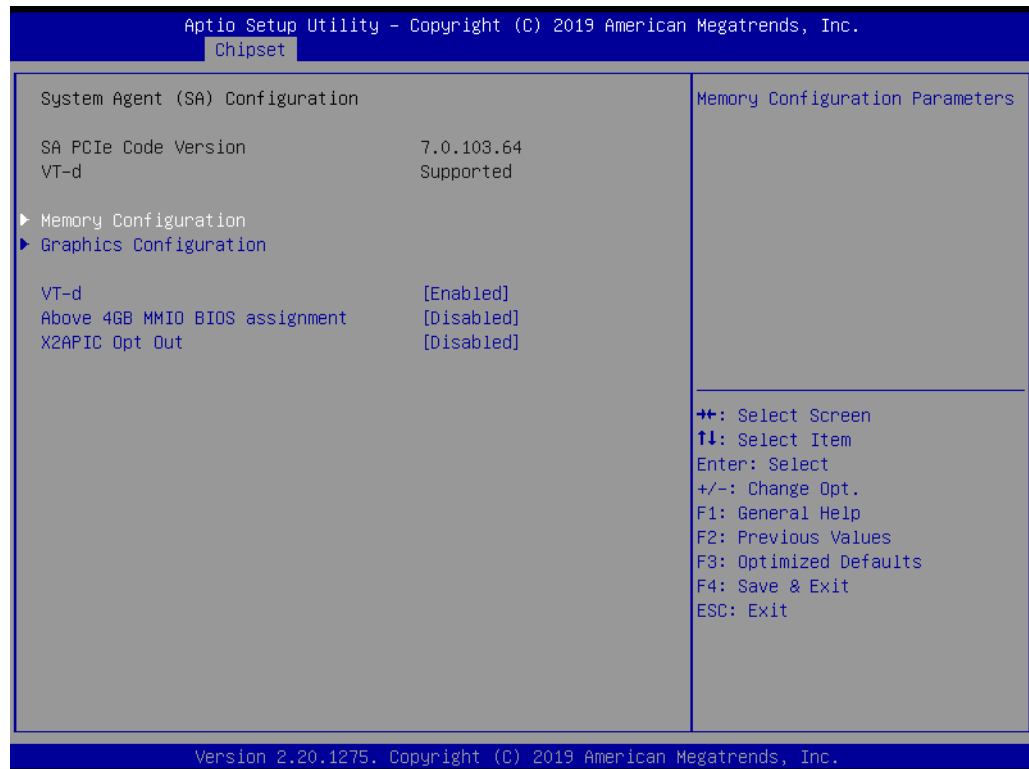 Aptio Setup Utility – Copyright (C) 2019 American Megatrends, Inc.
Chipset
System Agent (SA) Configuration
SA PCIe Code Version 7.0.103.64
VT-d Supported
▶ Memory Configuration
▶ Graphics Configuration
VT-d [Enabled]
Above 4GB MMIO BIOS assignment [Disabled]
X2APIC Opt Out [Disabled]
Memory Configuration Parameters
→←: Select Screen
↑↓: Select Item
Enter: Select
+/-: Change Opt.
F1: General Help
F2: Previous Values
F3: Optimized Defaults
F4: Save & Exit
ESC: Exit
Version 2.20.1275. Copyright (C) 2019 American Megatrends, Inc.